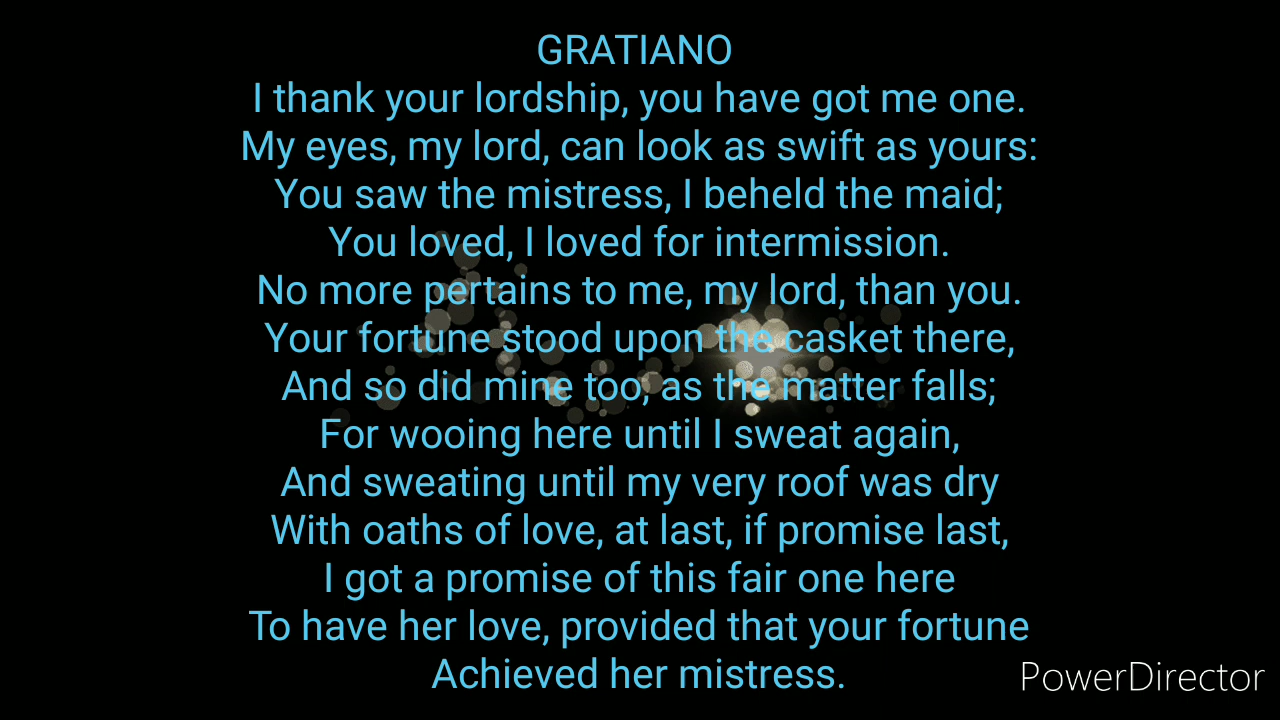 GRATIANO
I thank your lordship, you have got me one.
My eyes, my lord, can look as swift as yours:
You saw the mistress, I beheld the maid;
You loved, I loved for intermission.
No more pertains to me, my lord, than you.
Your fortune stood upon the casket there,
And so did mine too, as the matter falls;
For wooing here until I sweat again,
And sweating until my very roof was dry
With oaths of love, at last, if promise last,
I got a promise of this fair one here
To have her love, provided that your fortune
Achieved her mistress.
PowerDirector